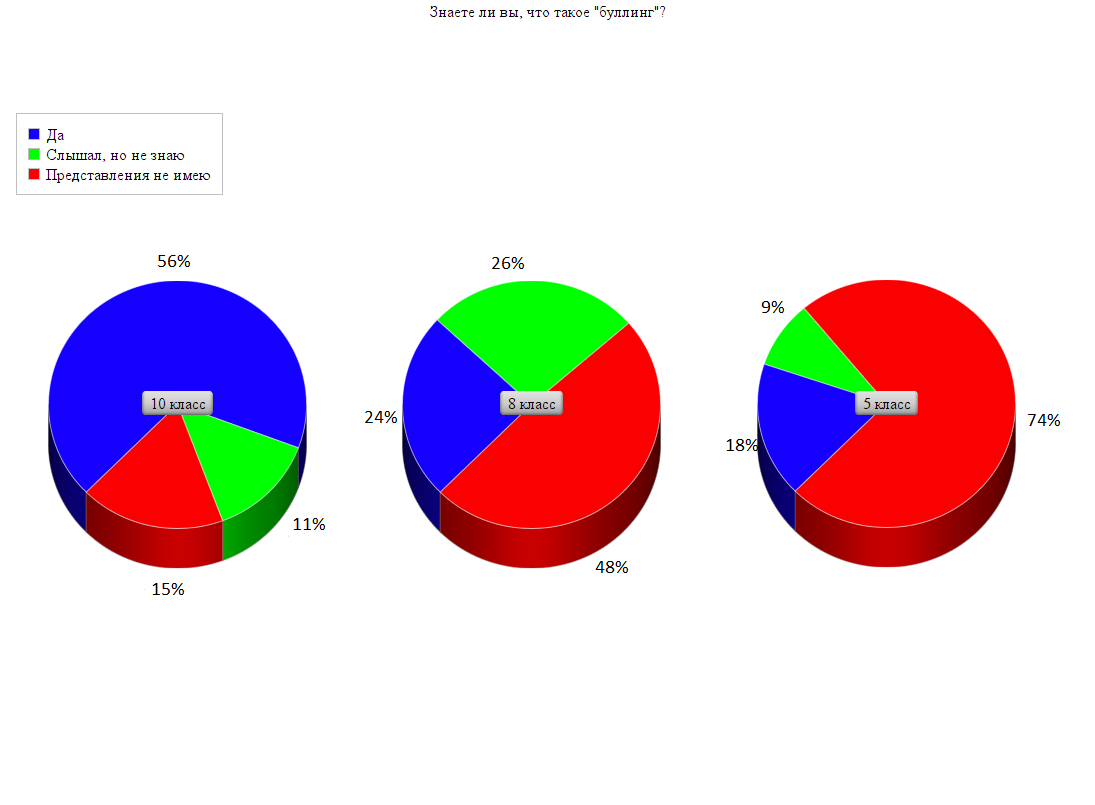 Знаете ли вы, что такое "буллинг"?
Да
Слышал, но не знаю
Представления не имею
56%
10 класс
11%
15%
26%
24%
8 класс
48%
9%
18%
5 класс
74%